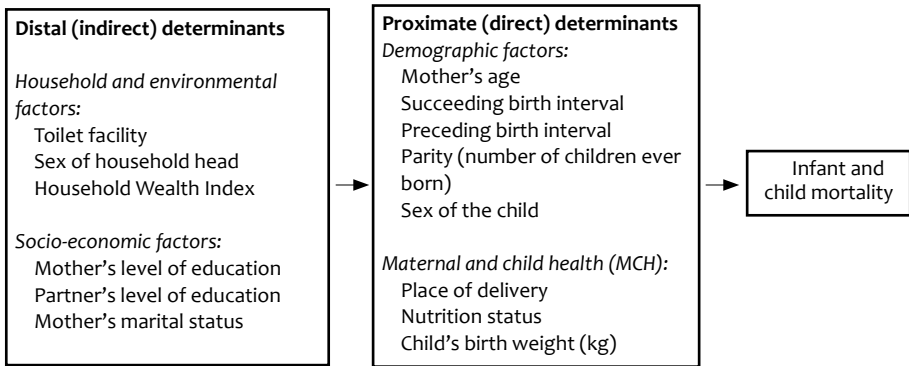 Distal (indirect) determinants
Household and environmental
factors:
Toilet facility
Sex of household head
Household Wealth Index
Socio-economic factors:
Mother’s level of education
Partner’s level of education
Mother’s marital status
Proximate (direct) determinants
Demographic factors:
Mother’s age
Succeeding birth interval
Preceding birth interval
Parity (number of children ever
born)
Sex of the child
Maternal and child health (MCH):
Place of delivery
Nutrition status
Child’s birth weight (kg)
Infant and
child mortality